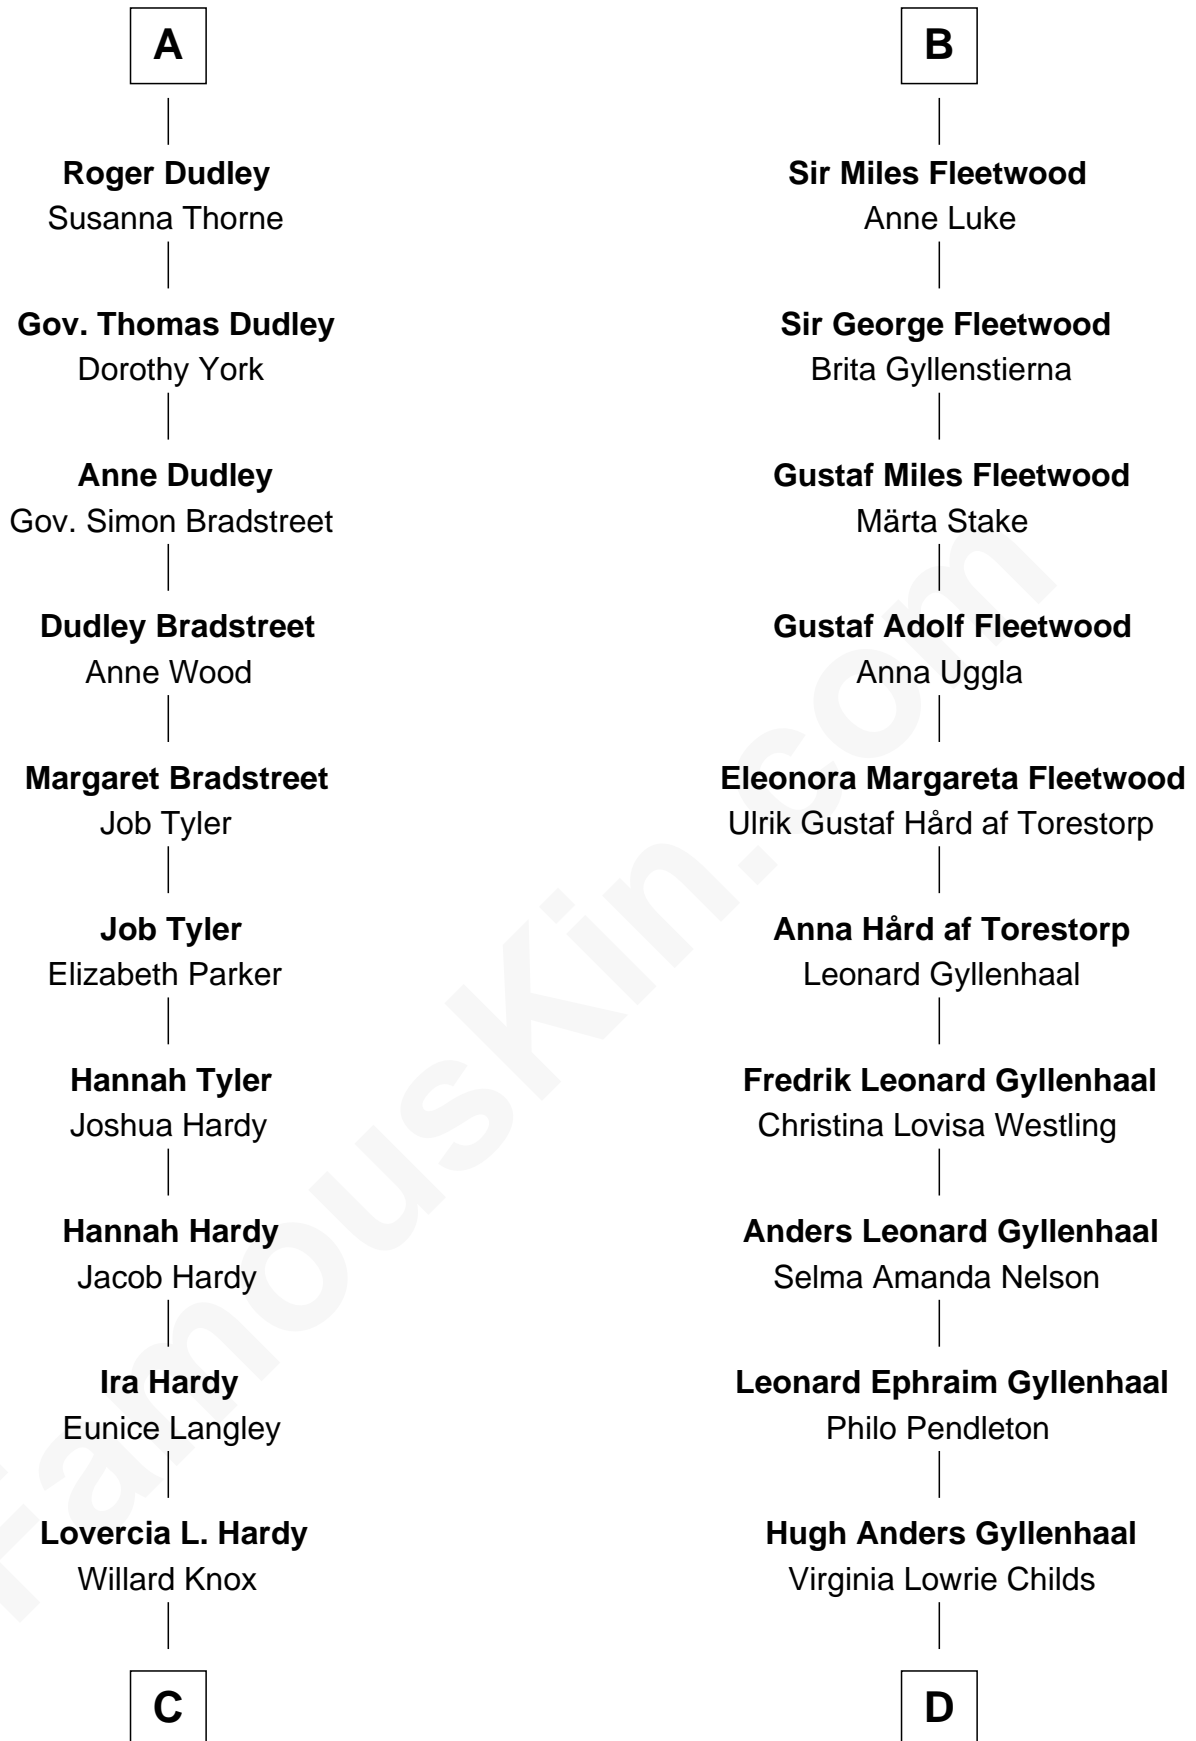 A
Roger Dudley
Susanna Thorne
Gov. Thomas Dudley
Dorothy York
Anne Dudley
Gov. Simon Bradstreet
Dudley Bradstreet
Anne Wood
Margaret Bradstreet
Job Tyler
Job Tyler
Elizabeth Parker
Hannah Tyler
Joshua Hardy
Hannah Hardy
Jacob Hardy
Ira Hardy
Eunice Langley
Lovercia L. Hardy
Willard Knox
C
B
Sir Miles Fleetwood
Anne Luke
Sir George Fleetwood
Brita Gyllenstierna
Gustaf Miles Fleetwood
Märta Stake
Gustaf Adolf Fleetwood
Anna Uggla
Eleonora Margareta Fleetwood
Ulrik Gustaf Hård af Torestorp
Anna Hård af Torestorp
Leonard Gyllenhaal
Fredrik Leonard Gyllenhaal
Christina Lovisa Westling
Anders Leonard Gyllenhaal
Selma Amanda Nelson
Leonard Ephraim Gyllenhaal
Philo Pendleton
Hugh Anders Gyllenhaal
Virginia Lowrie Childs
D
FamousKin.com